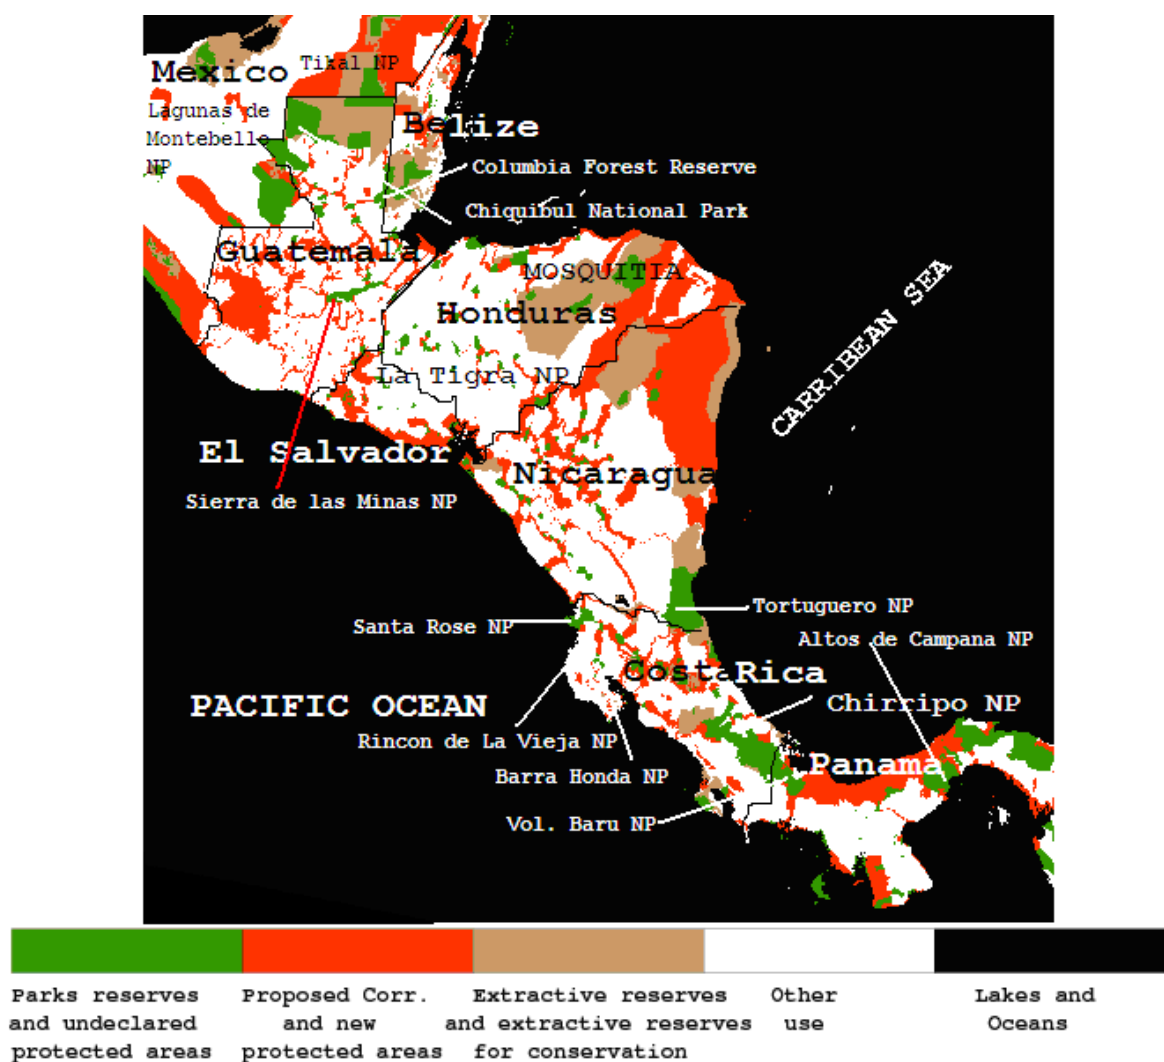 Tikal NP
Mexico
Lagunas de
Montebello
NP
Belize
Columbia Forest Reserve
Chiquibul National Park
Guatemala
MOSQUITIA
Honduras
CARRIBEAN SEA
La Tigra NP
El Salvador
Nicaragua
Sierra de las Minas NP
Tortuguero NP
Santa Rose NP
Altos de Campana NP
Costa Rica
PACIFIC OCEAN
Chirripo NP
Rincon de La Vieja NP
Panama
Barra Honda NP
Vol. Baru NP
Parks reserves
and undeclared
protected areas
Proposed Corr.
and new
protected areas
Extractive reserves
and extractive reserves
for conservation
Other
use
Lakes and
Oceans